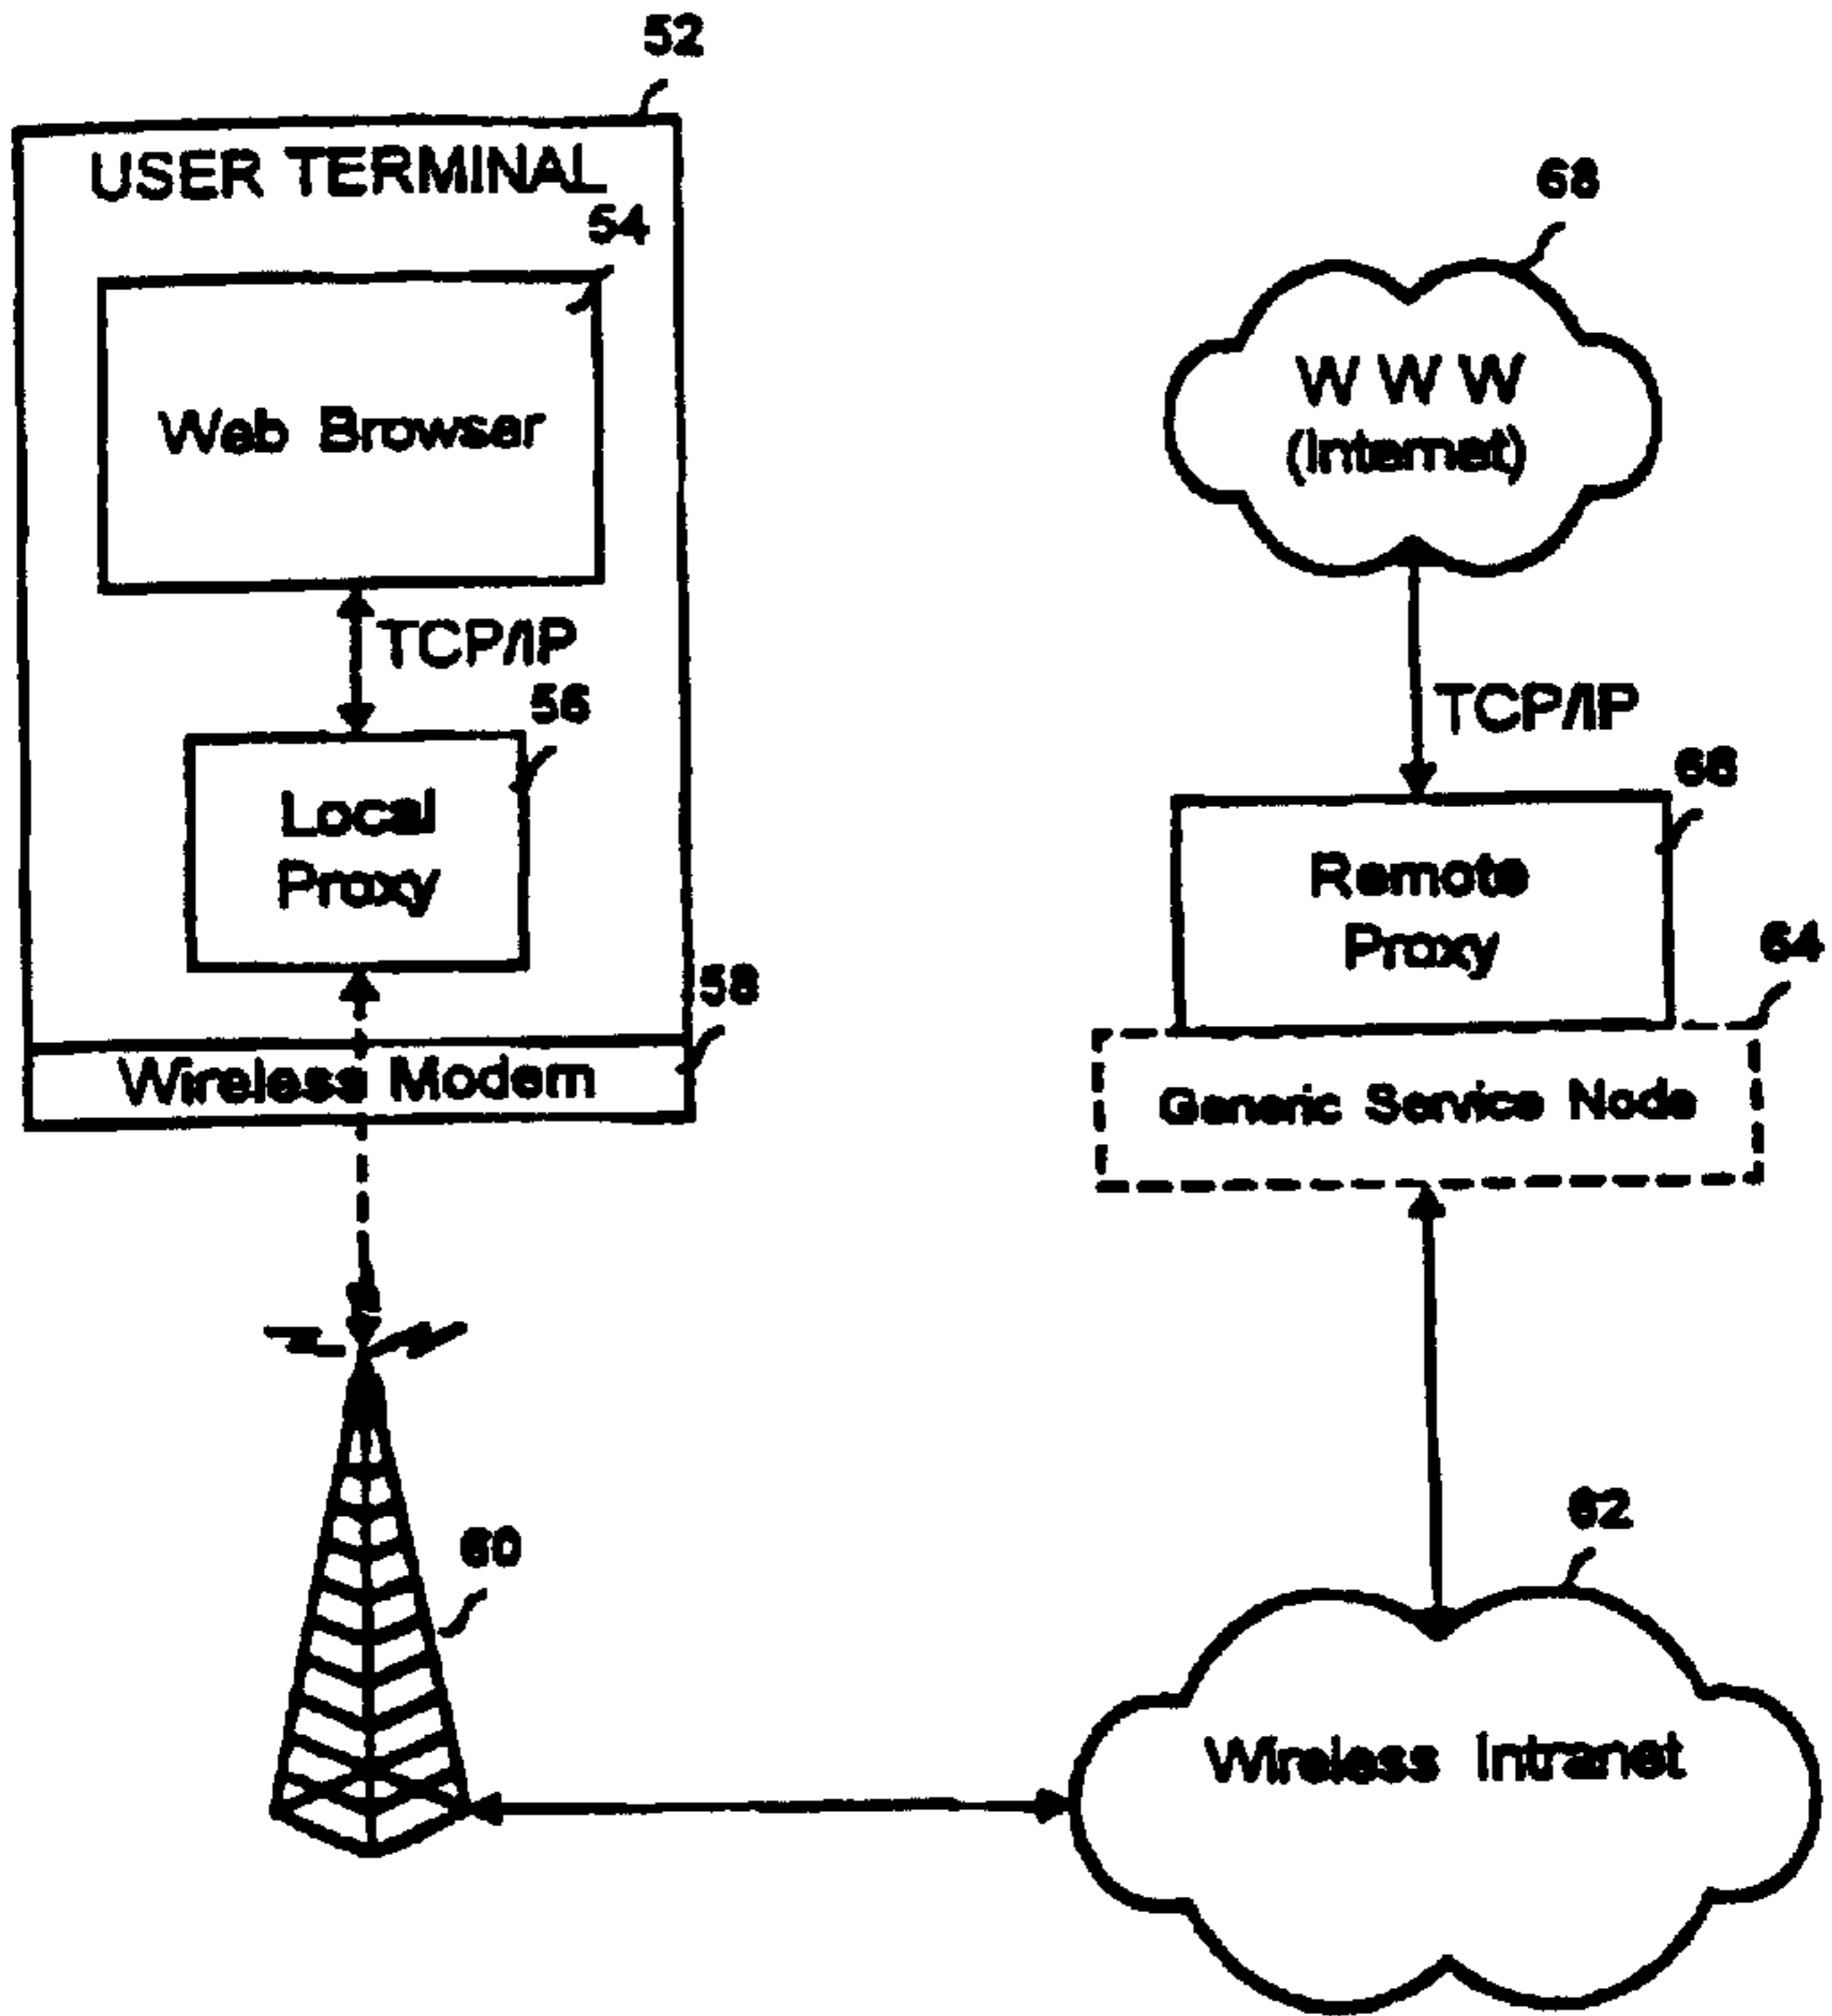 52
USER TERMINAL
54
Web Browser
TCP/IP
56
Local
Proxy
58
Wireless Modem
60
68
W W W
(Internet)
TCP/IP
66
Remote
Proxy
64
Generic Service Node
62
Wireless Intranet